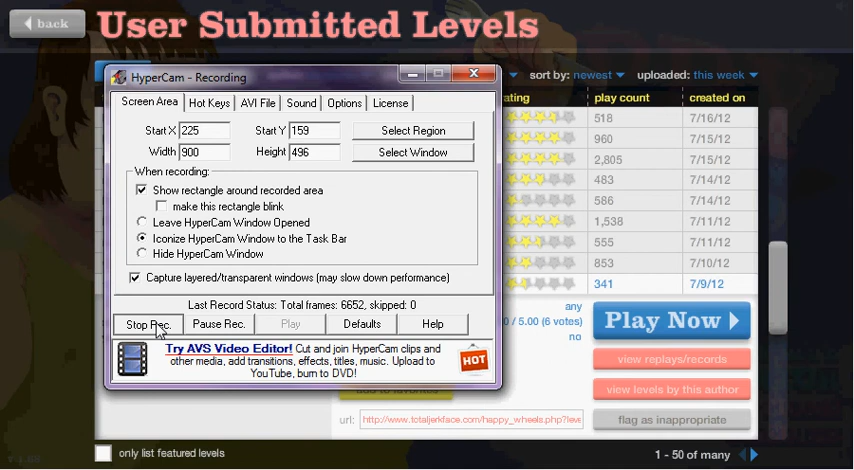 back
User Submitted Levels
HyperCam - Recording
sort by: newest
uploaded: this week
Screen Area
Hot Keys
AVI File
Sound
Options
License
play count
created on
Start X 225
Start Y 159
Select Region
Width 900
Height 496
Select Window
518 7/16/12
960 7/15/12
2,805 7/15/12
483 7/14/12
586 7/14/12
1,538 7/11/12
555 7/11/12
853 7/10/12
341 7/9/12
When recording:
Show rectangle around recorded area
make this rectangle blink
Leave HyperCam Window Opened
Iconize HyperCam Window to the Task Bar
Hide HyperCam Window
Capture layered/transparent windows (may slow down performance)
Last Record Status: Total frames: 6652, skipped: 0
Stop Rec.
Pause Rec.
Play
Defaults
Help
Try AVS Video Editor! Cut and join HyperCam clips and
other media, add transitions, effects, titles, music. Upload to
YouTube, burn to DVD!
HOT
any
0 / 5.00 (6 votes)
no
Play Now
view replays/records
view levels by this author
add to favorites
flag as inappropriate
url: http://www.totaljerkface.com/happy_wheels.php?leve
only list featured levels
1 - 50 of many